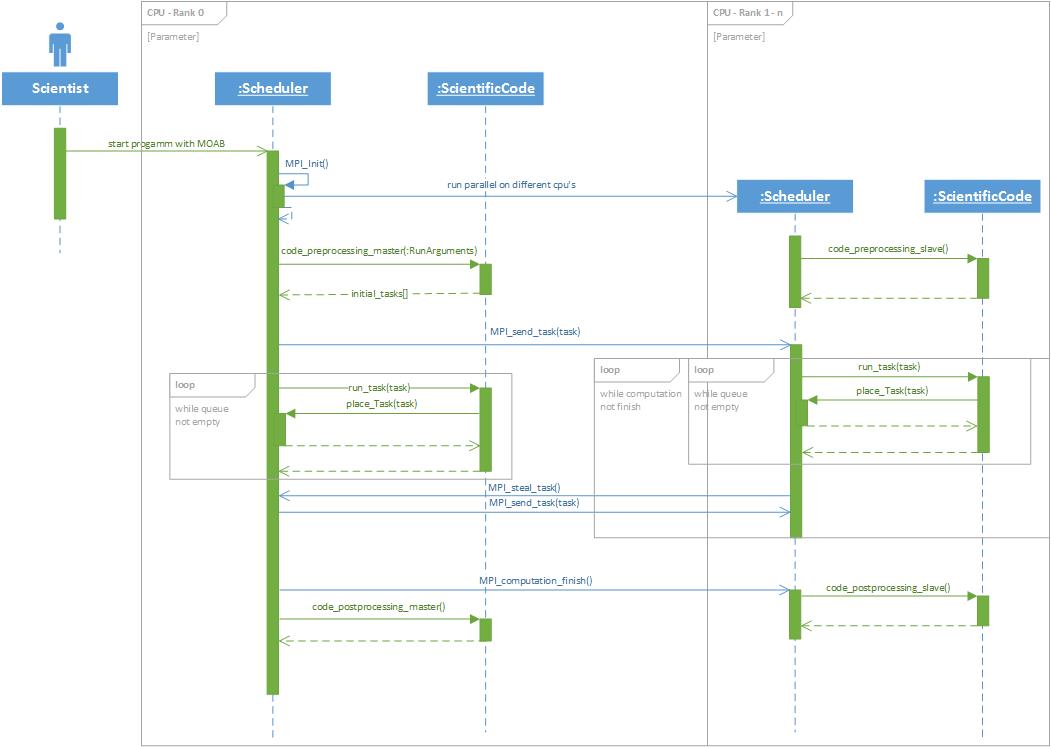 CPU - Rank 0
CPU - Rank 1 - n
[Parameter]
[Parameter]
Scientist
:Scheduler
:ScientificCode
start progamm with MOAB
MPI_Init()
run parallel on different cpu's
:Scheduler
:ScientificCode
code_preprocessing_master(:RunArguments)
code_preprocessing_slave()
initial_tasks[]
MPI_send_task(task)
loop
while queue
not empty
run_task(task)
place_Task(task)
loop
while computation
not finish
loop
while queue
not empty
run_task(task)
place_Task(task)
MPI_steal_task()
MPI_send_task(task)
MPI_computation_finish()
code_postprocessing_slave()
code_postprocessing_master()